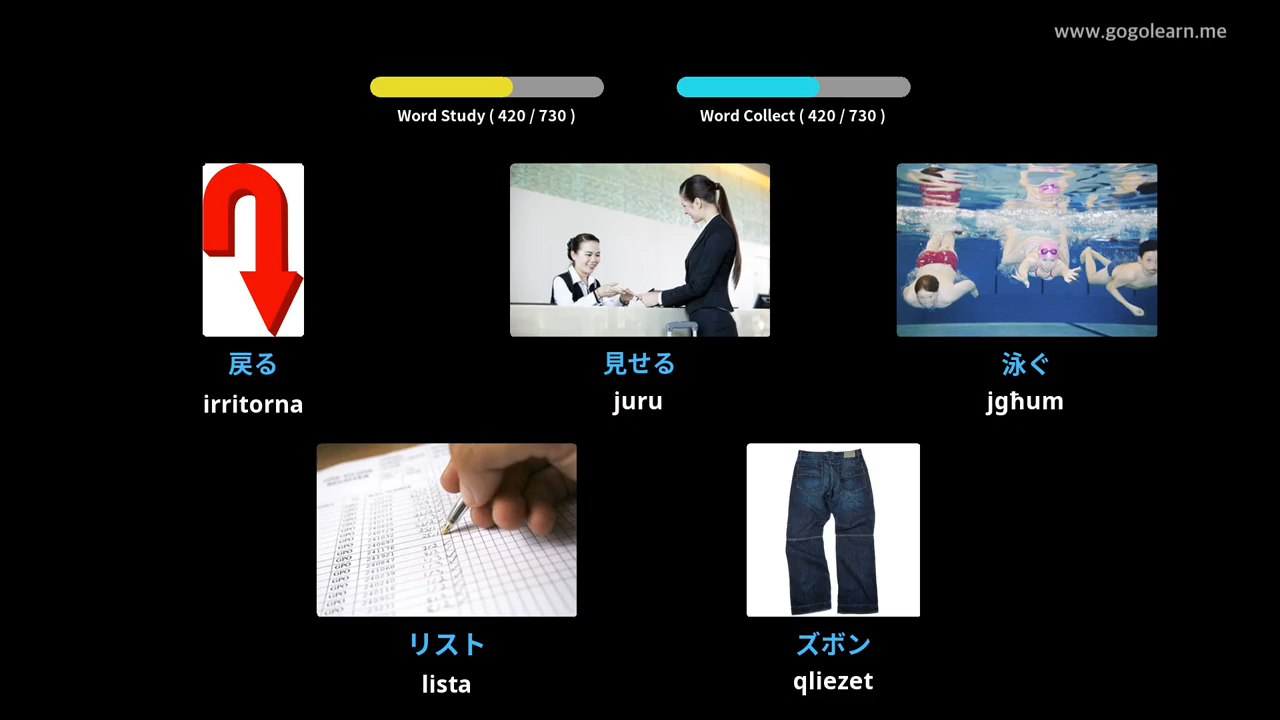 www.gogolearn.me
Word Study ( 420 / 730 )
Word Collect ( 420 / 730 )
戻る
見せる
泳ぐ
irritorna
juru
jgħum
リスト
ズボン
lista
qliezet